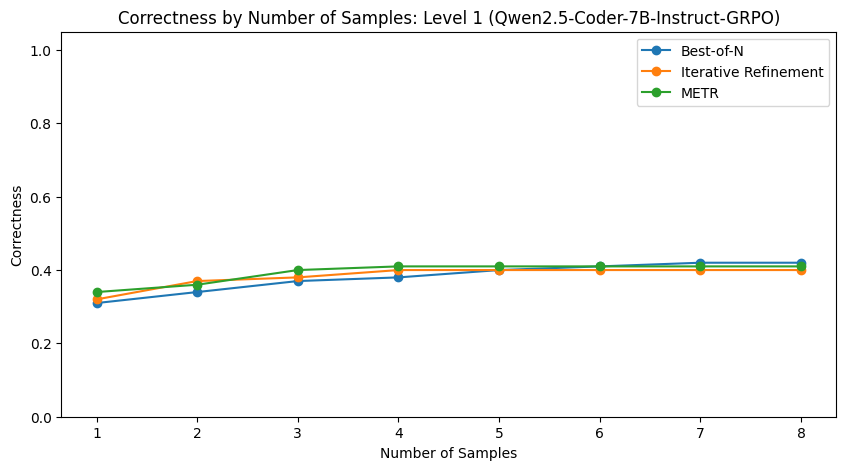 Correctness by Number of Samples: Level 1 (Qwen2.5-Coder-7B-Instruct-GRPO)
Best-of-N
Iterative Refinement
METR
Correctness
1.0
0.8
0.6
0.4
0.2
0.0
1 2 3 4 5 6 7 8
Number of Samples